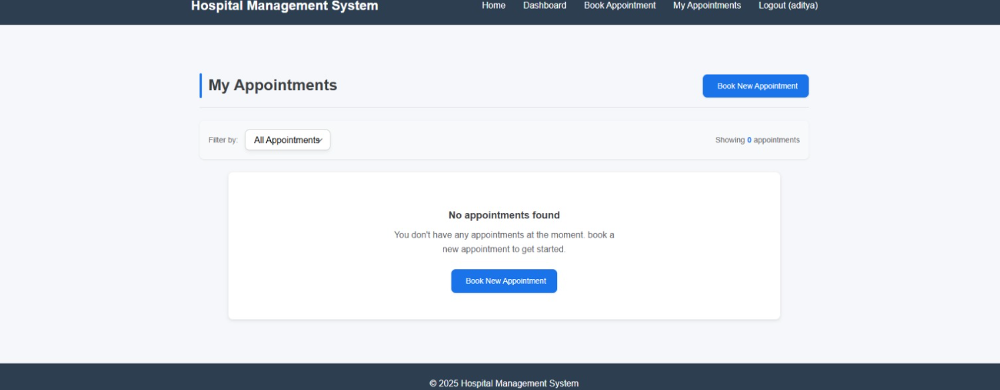 Hospital Management System
Home Dashboard Book Appointment My Appointments Logout (aditya)
My Appointments
Book New Appointment
Filter by: All Appointments
Showing 0 appointments
No appointments found
You don't have any appointments at the moment. book a
new appointment to get started.
Book New Appointment
© 2025 Hospital Management System